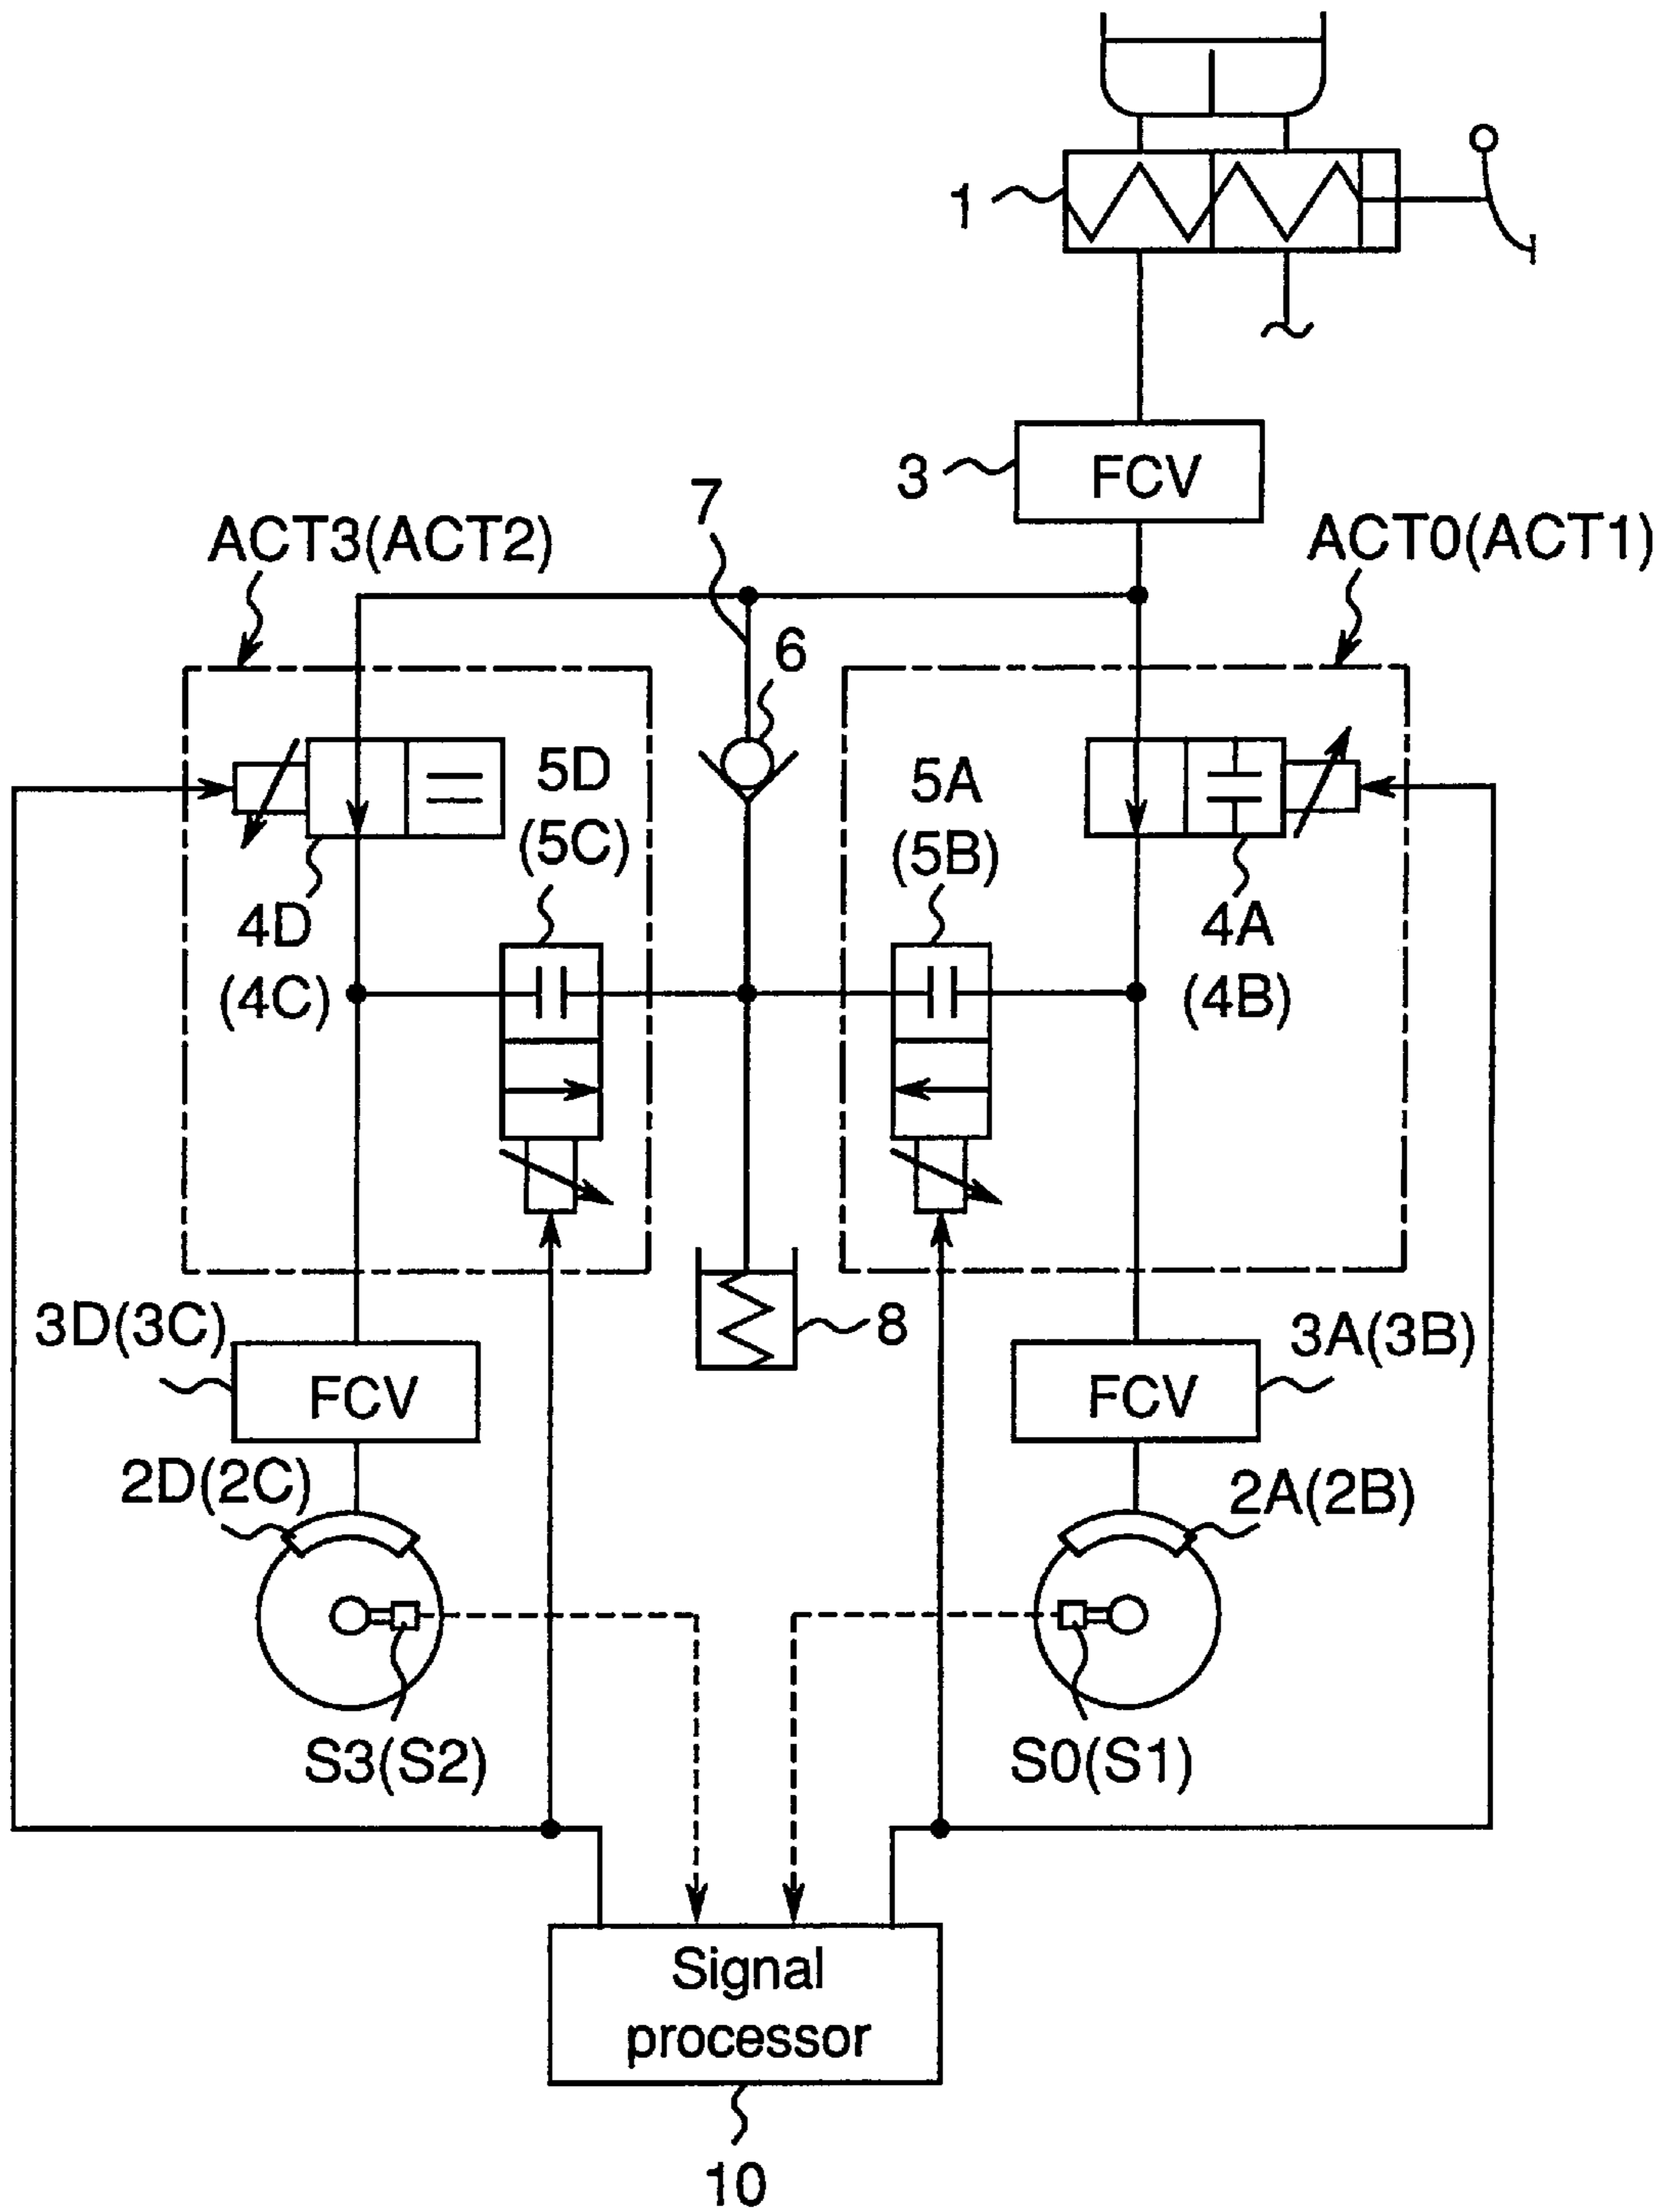 1
3
FCV
7
ACT3(ACT2)
ACT0(ACT1)
6
5D
(5C)
5A
(5B)
4D
(4C)
4A
(4B)
3D(3C)
8
3A(3B)
FCV
FCV
2D(2C)
2A(2B)
S3(S2)
S0(S1)
Signal
processor
10